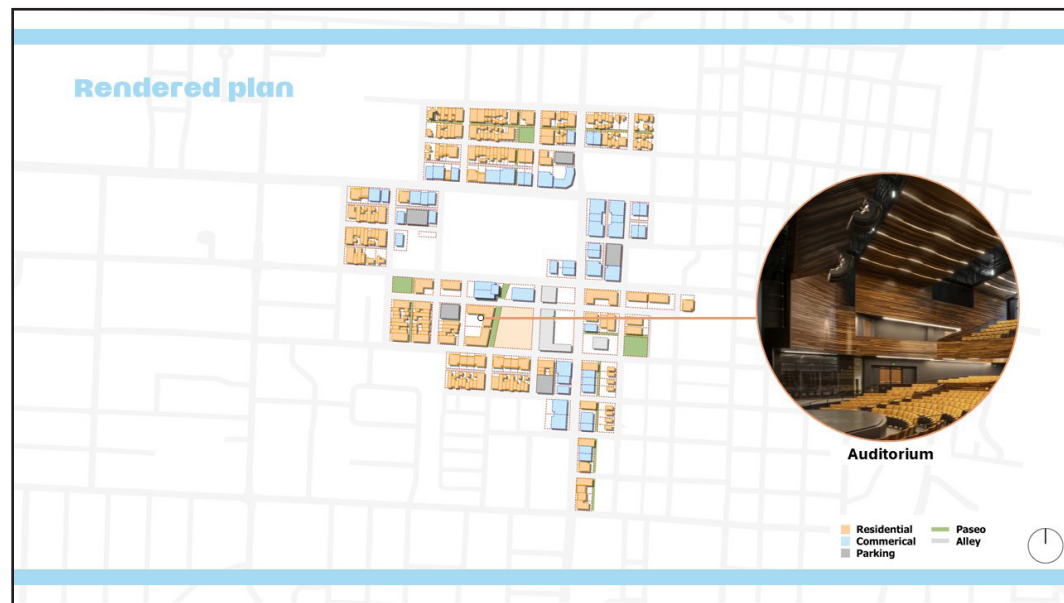 Rendered plan
Auditorium
Residential
Commerical
Parking
Paseo
Alley